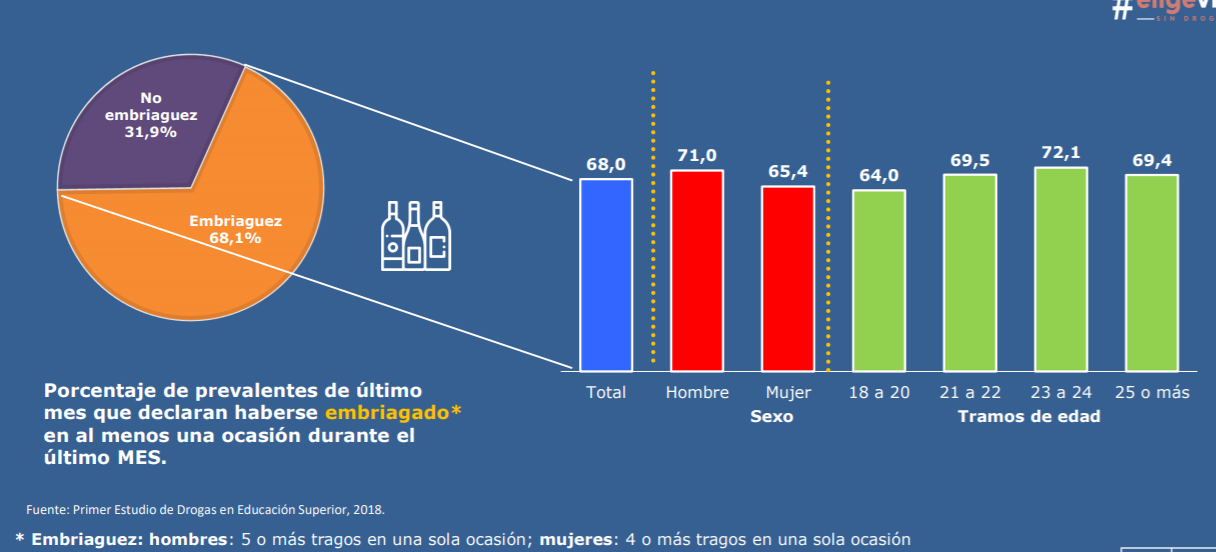 No
embriaguez
31,9%
Embriaguez
68,1%
68,0
71,0
65,4
64,0
69,5
72,1
69,4
Total
Hombre
Mujer
18 a 20
21 a 22
23 a 24
25 o más
Sexo
Tramos de edad
Porcentaje de prevalentes de último
mes que declaran haberse embriagado*
en al menos una ocasión durante el
último MES.
Fuente: Primer Estudio de Drogas en Educación Superior, 2018.
* Embriaguez: hombres: 5 o más tragos en una sola ocasión; mujeres: 4 o más tragos en una sola ocasión